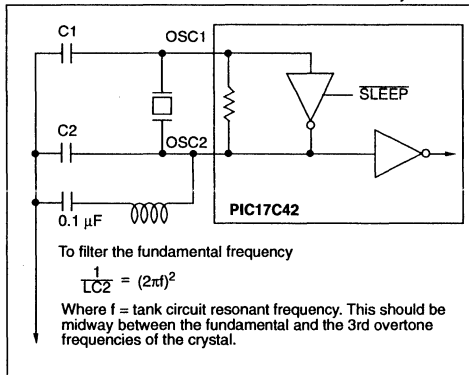 C1
OSC1
SLEEP
C2
OSC2
0.1 μF
PIC17C42
To filter the fundamental frequency
1/LC2 = (2πf)²
Where f = tank circuit resonant frequency. This should be
midway between the fundamental and the 3rd overtone
frequencies of the crystal.